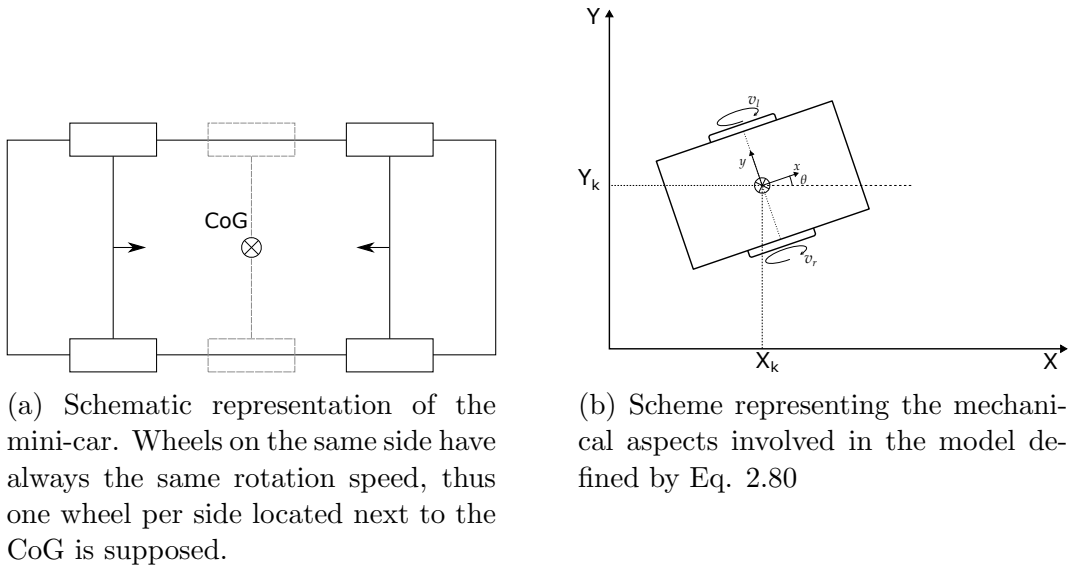 CoG
(a) Schematic representation of the
mini-car. Wheels on the same side have
always the same rotation speed, thus
one wheel per side located next to the
CoG is supposed.
Y
v_l
y
x
θ
Y_k
v_r
X_k
X
(b) Scheme representing the mechani-
cal aspects involved in the model de-
fined by Eq. 2.80